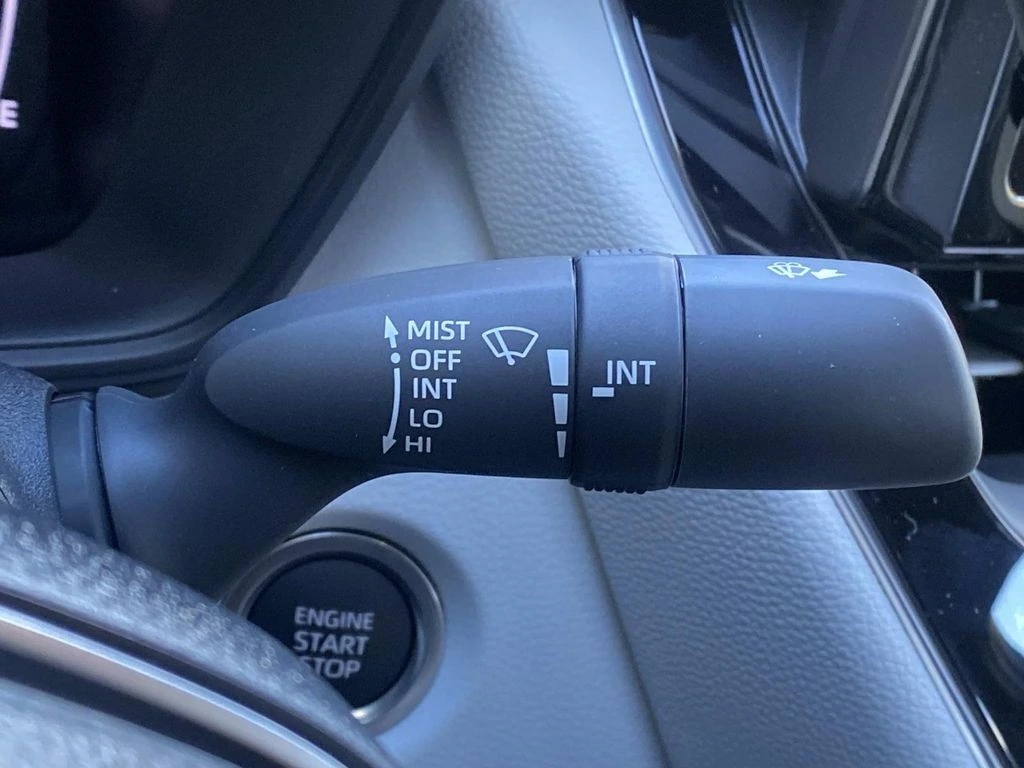 E
MIST
OFF
INT
LO
HI
INT
ENGINE
START
STOP